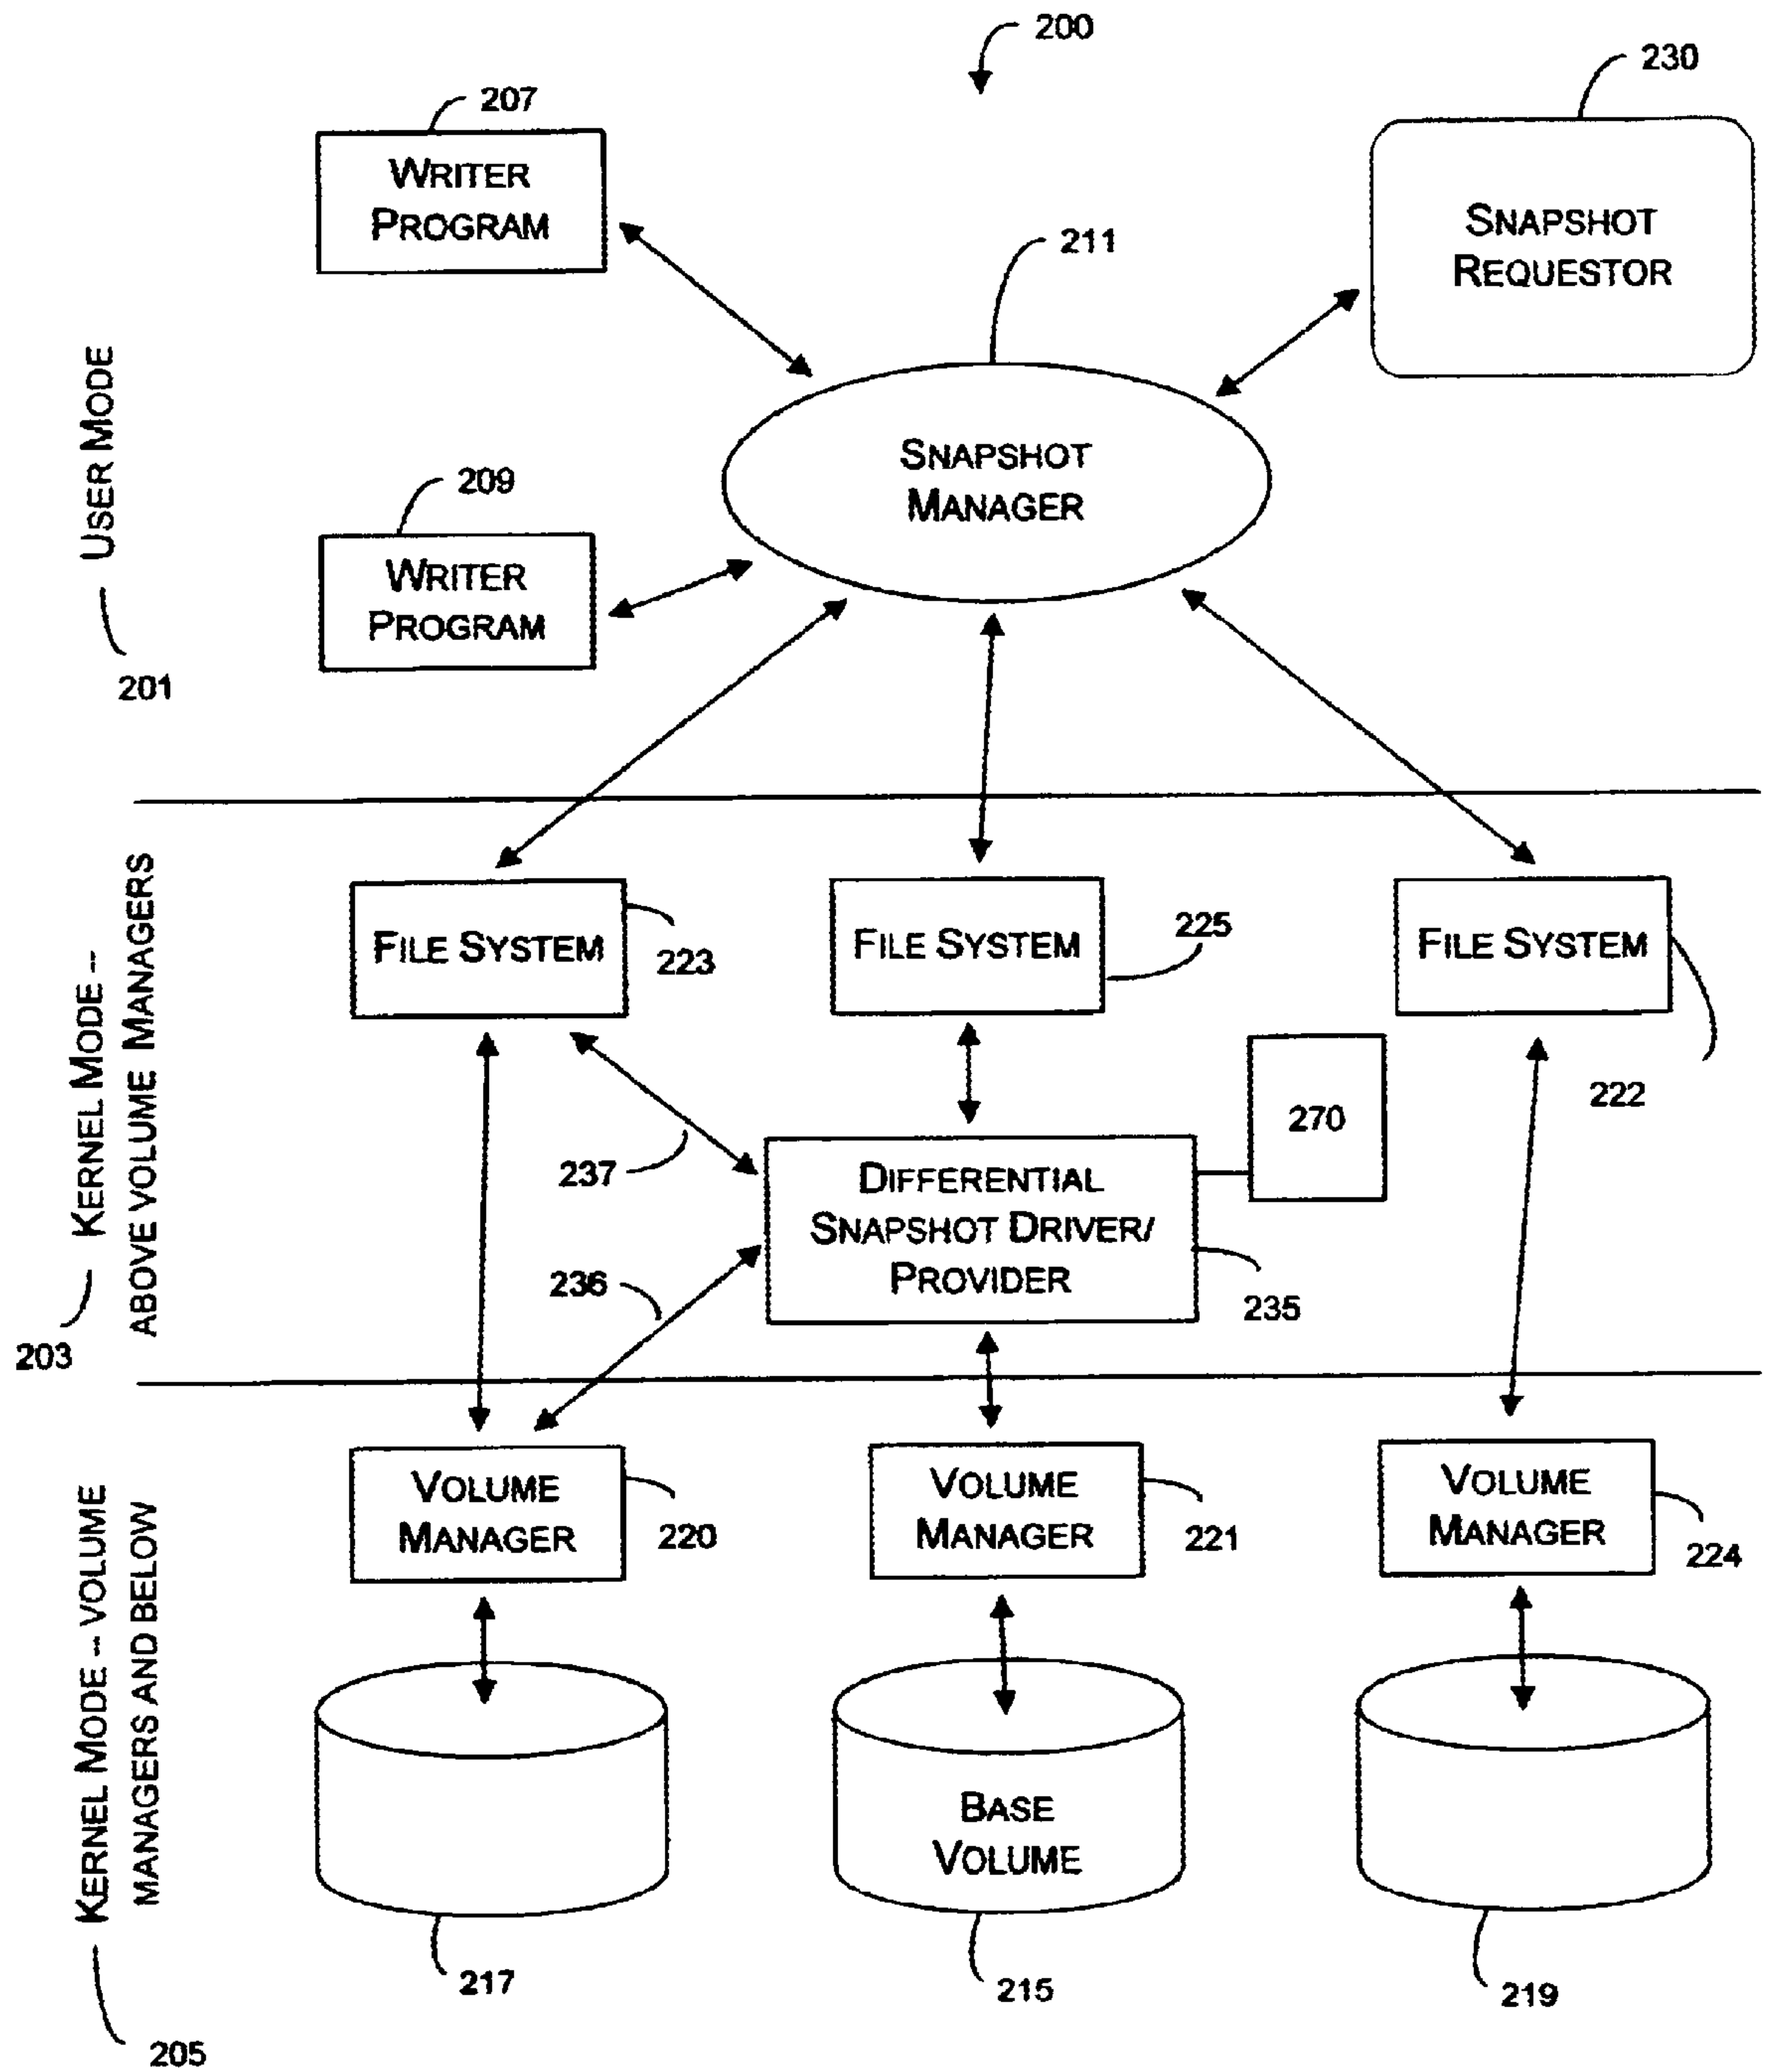 200
230
207
WRITER
PROGRAM
SNAPSHOT
REQUESTOR
211
USER MODE
201
SNAPSHOT
MANAGER
209
WRITER
PROGRAM
KERNEL MODE --
ABOVE VOLUME MANAGERS
203
FILE SYSTEM
223
FILE SYSTEM
225
FILE SYSTEM
222
270
237
DIFFERENTIAL
SNAPSHOT DRIVER/
PROVIDER
235
236
KERNEL MODE -- VOLUME
MANAGERS AND BELOW
205
VOLUME
MANAGER
220
VOLUME
MANAGER
221
VOLUME
MANAGER
224
BASE
VOLUME
217
215
219